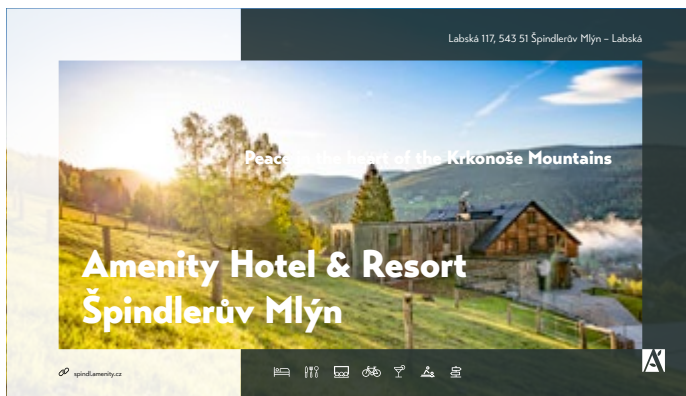 Labská 117, 543 51 Špindlerův Mlýn – Labská
Peace in the heart of the Krkonoše Mountains
Amenity Hotel & Resort
Špindlerův Mlýn
spindl.amenity.cz